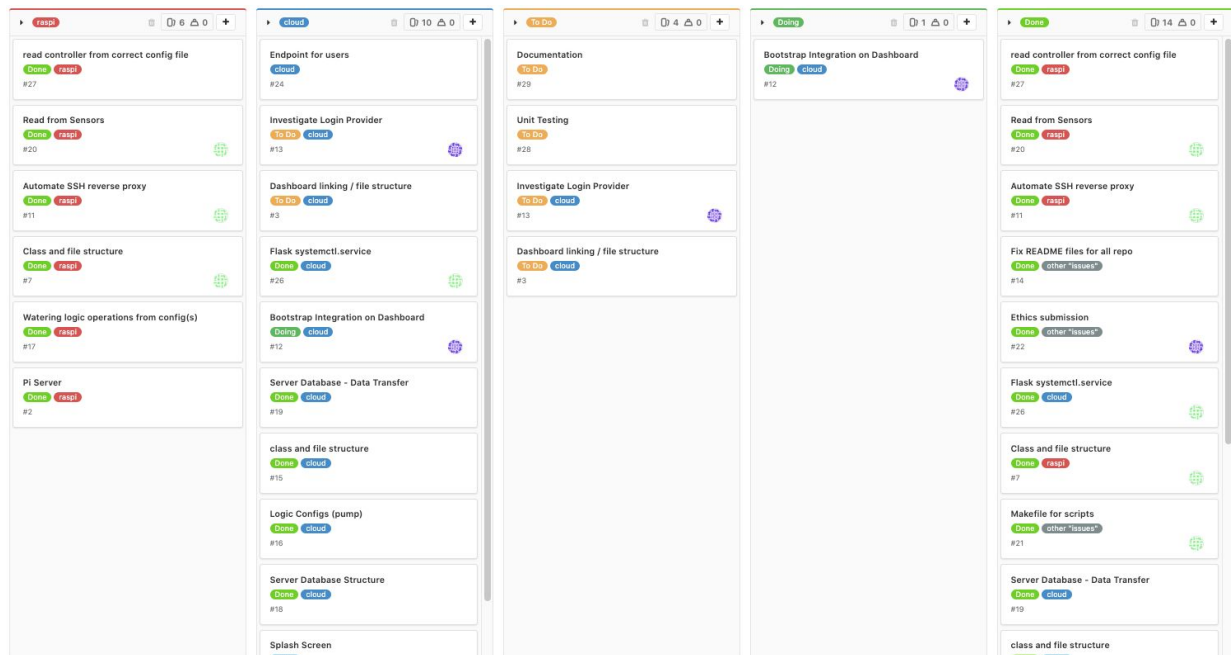 raspi 6 0 +
read controller from correct config file
Done raspi
#27
Read from Sensors
Done raspi
#20
Automate SSH reverse proxy
Done raspi
#11
Class and file structure
Done raspi
#7
Watering logic operations from config(s)
Done raspi
#17
Pi Server
Done raspi
#2
cloud 10 0 +
Endpoint for users
cloud
#24
Investigate Login Provider
To Do cloud
#13
Dashboard linking / file structure
To Do cloud
#3
Flask systemctl.service
Done cloud
#26
Bootstrap Integration on Dashboard
Doing cloud
#12
Server Database - Data Transfer
Done cloud
#19
class and file structure
Done cloud
#15
Logic Configs (pump)
Done cloud
#16
Server Database Structure
Done cloud
#18
Splash Screen
To Do 4 0 +
Documentation
To Do
#29
Unit Testing
To Do
#28
Investigate Login Provider
To Do cloud
#13
Dashboard linking / file structure
To Do cloud
#3
Doing 1 0 +
Bootstrap Integration on Dashboard
Doing cloud
#12
Done 14 0 +
read controller from correct config file
Done raspi
#27
Read from Sensors
Done raspi
#20
Automate SSH reverse proxy
Done raspi
#11
Fix README files for all repo
Done other "issues"
#14
Ethics submission
Done other "issues"
#22
Flask systemctl.service
Done cloud
#26
Class and file structure
Done raspi
#7
Makefile for scripts
Done other "issues"
#21
Server Database - Data Transfer
Done cloud
#19
class and file structure